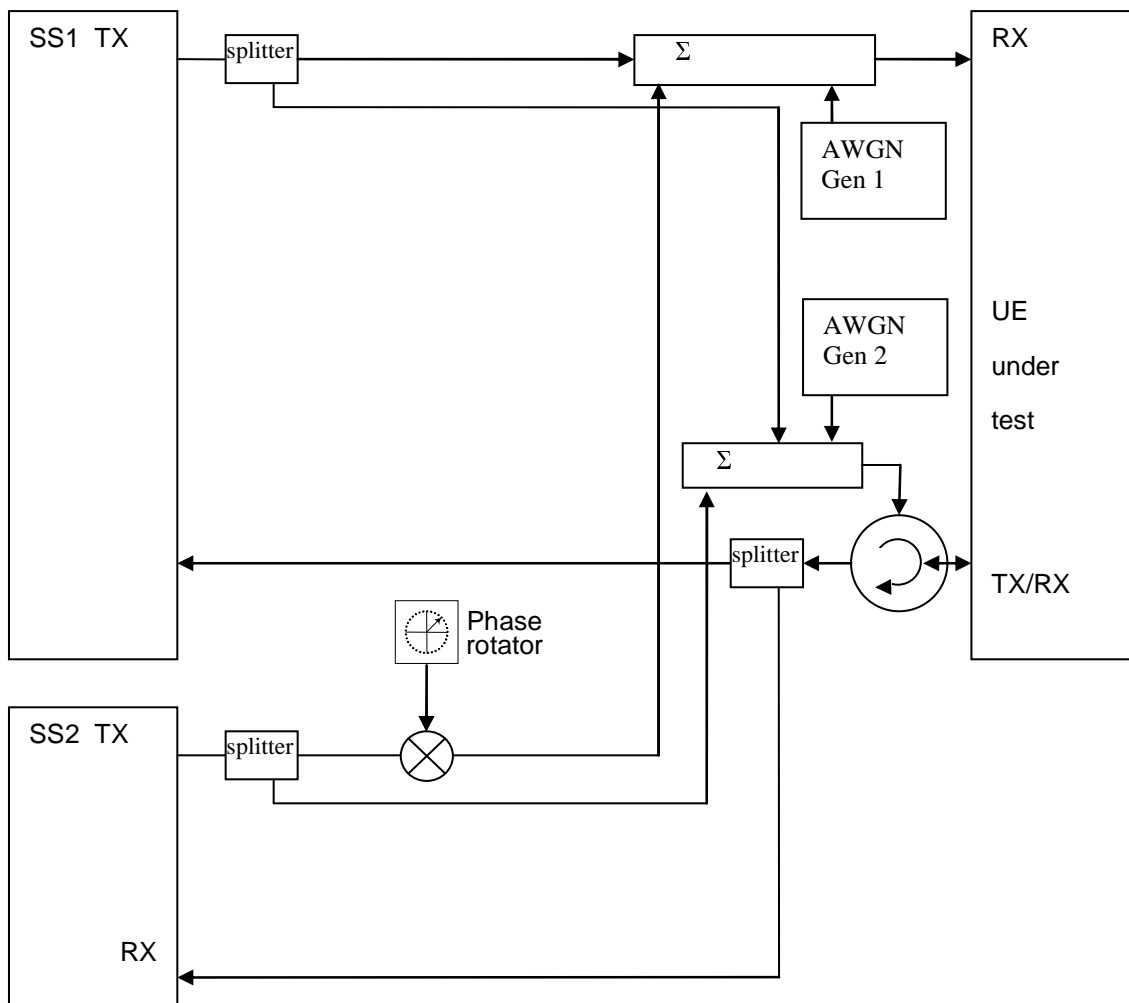 SS1 TX
splitter
Σ
RX
AWGN
Gen 1
AWGN
Gen 2
UE
under
test
Σ
splitter
TX/RX
Phase
rotator
SS2 TX
splitter
RX